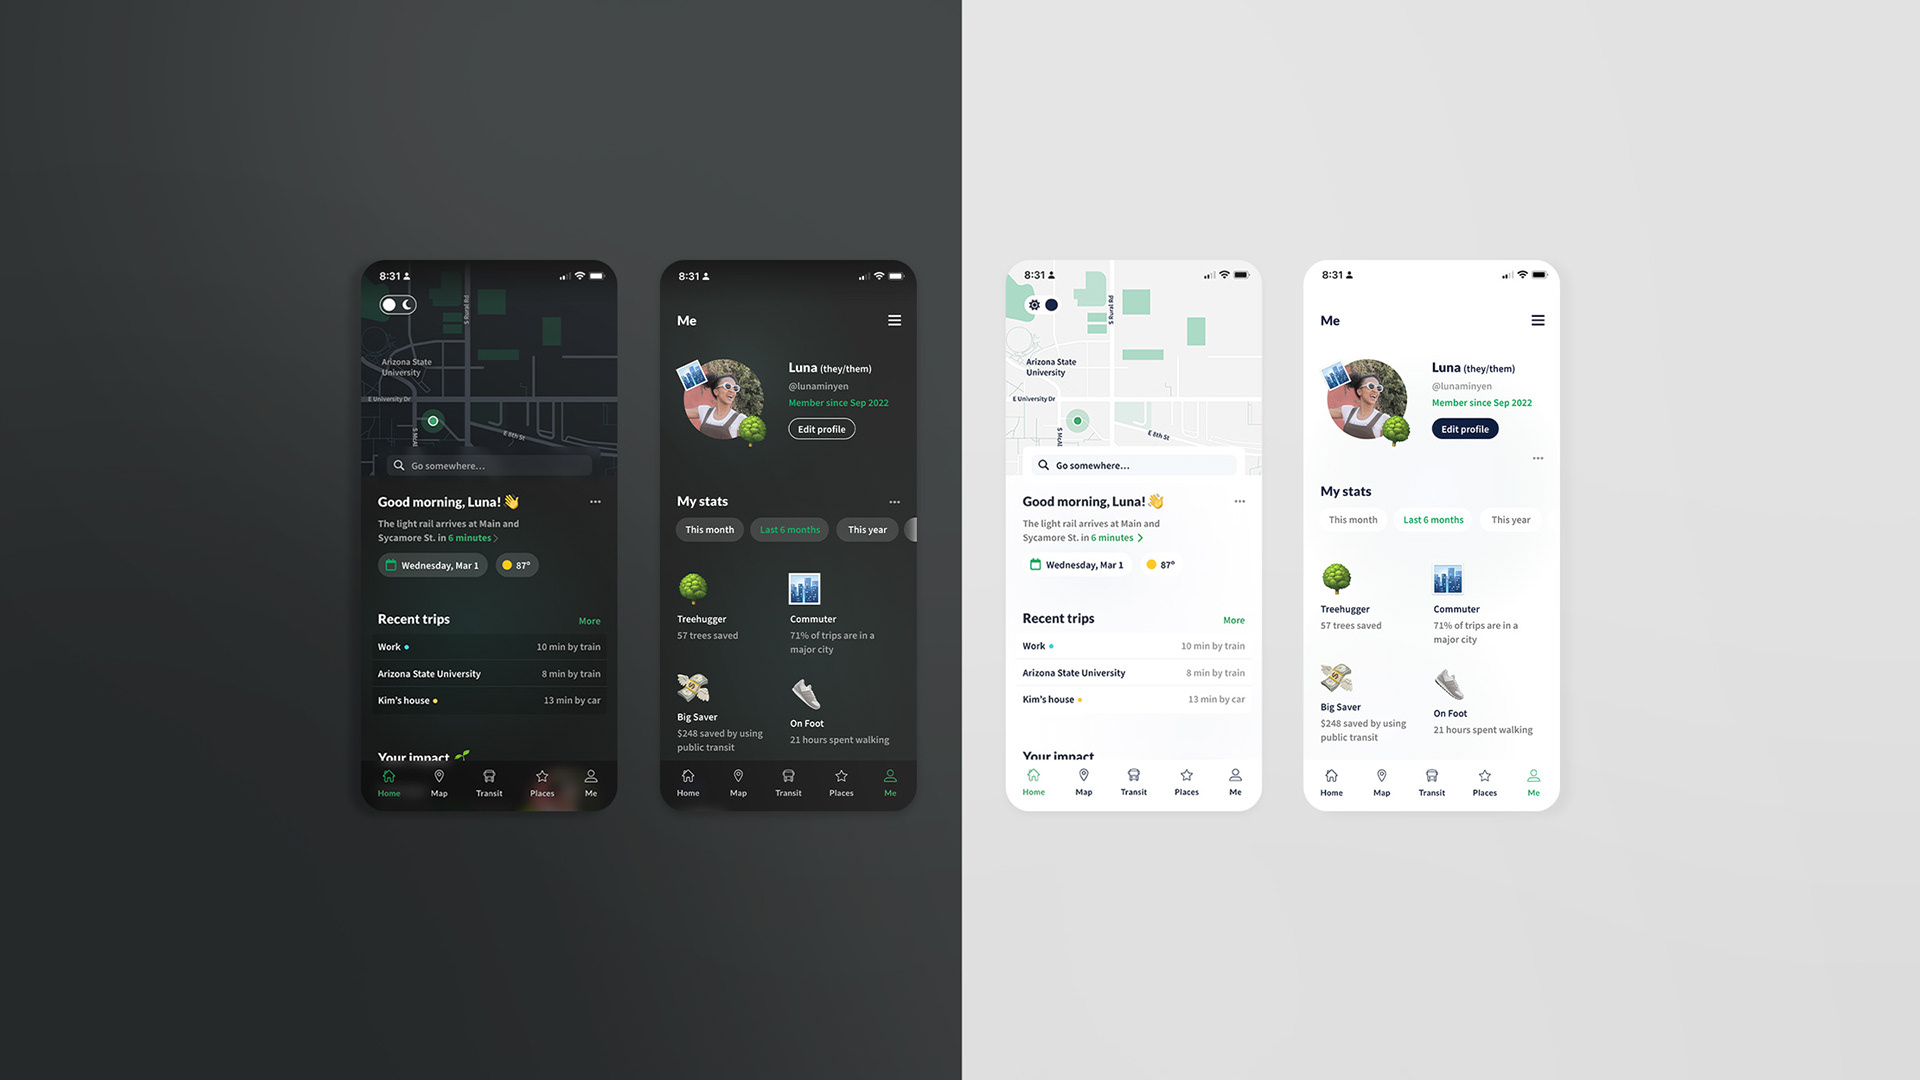 8:31
S Rural Rd
Arizona State
University
E University Dr
E 8th St
Go somewhere...
Good morning, Luna!
The light rail arrives at Main and
Sycamore St. in 6 minutes
Wednesday, Mar 1
87°
Recent trips
More
Work
10 min by train
Arizona State University
8 min by train
Kim's house
13 min by car
Your impact
Home
Map
Transit
Places
Me
8:31
Me
Luna (they/them)
@lunaminyen
Member since Sep 2022
Edit profile
My stats
This month
Last 6 months
This year
Treehugger
57 trees saved
Commuter
71% of trips are in a
major city
Big Saver
$248 saved by using
public transit
On Foot
21 hours spent walking
Home
Map
Transit
Places
Me
8:31
S Rural Rd
Arizona State
University
E University Dr
E 8th St
Go somewhere...
Good morning, Luna!
The light rail arrives at Main and
Sycamore St. in 6 minutes
Wednesday, Mar 1
87°
Recent trips
More
Work
10 min by train
Arizona State University
8 min by train
Kim's house
13 min by car
Your impact
Home
Map
Transit
Places
Me
8:31
Me
Luna (they/them)
@lunaminyen
Member since Sep 2022
Edit profile
My stats
This month
Last 6 months
This year
Treehugger
57 trees saved
Commuter
71% of trips are in a
major city
Big Saver
$248 saved by using
public transit
On Foot
21 hours spent walking
Home
Map
Transit
Places
Me